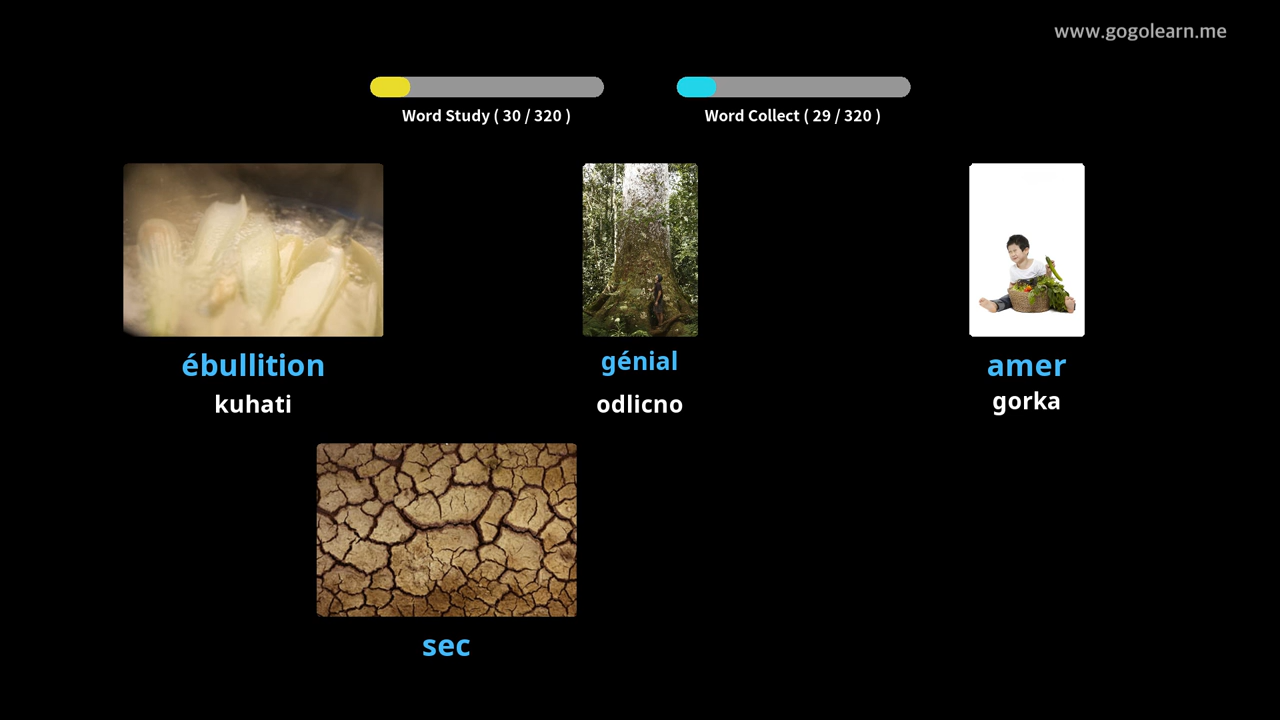 www.gogolearn.me
Word Study ( 30 / 320 )
Word Collect ( 29 / 320 )
ébullition
kuhati
génial
odlicno
amer
gorka
sec